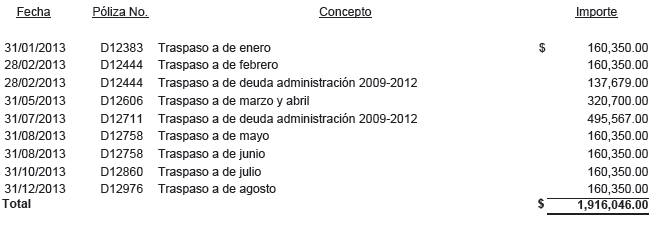 Fecha Póliza No. Concepto Importe
31/01/2013 D12383 Traspaso a de enero $ 160,350.00
28/02/2013 D12444 Traspaso a de febrero 160,350.00
28/02/2013 D12444 Traspaso a de deuda administración 2009-2012 137,679.00
31/05/2013 D12606 Traspaso a de marzo y abril 320,700.00
31/07/2013 D12711 Traspaso a de deuda administración 2009-2012 495,567.00
31/08/2013 D12758 Traspaso a de mayo 160,350.00
31/08/2013 D12758 Traspaso a de junio 160,350.00
31/10/2013 D12860 Traspaso a de julio 160,350.00
31/12/2013 D12976 Traspaso a de agosto 160,350.00
Total $ 1,916,046.00